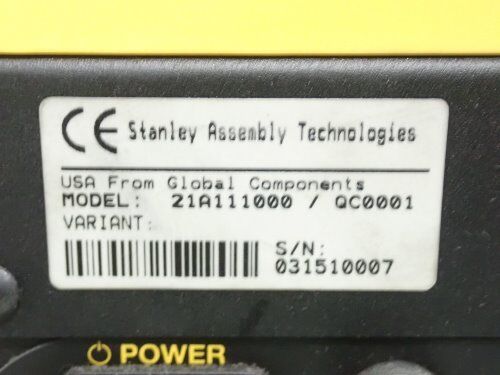 CE Stanley Assembly Technologies
USA From Global Components
MODEL: 21A111000 / QC0001
VARIANT:
S/N:
031510007
POWER